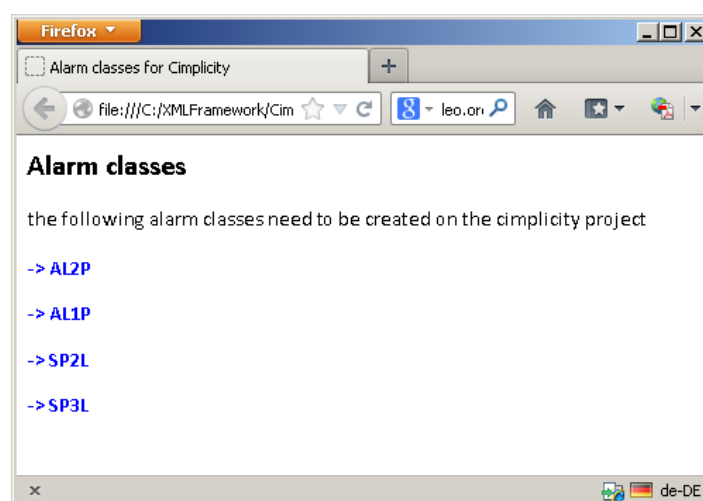 Firefox
Alarm classes for Cimplicity
file:///C:/XMLFramework/Cim
8 leo.or
Alarm classes
the following alarm classes need to be created on the cimplicity project
-> AL2P
-> AL1P
-> SP2L
-> SP3L
x de-DE